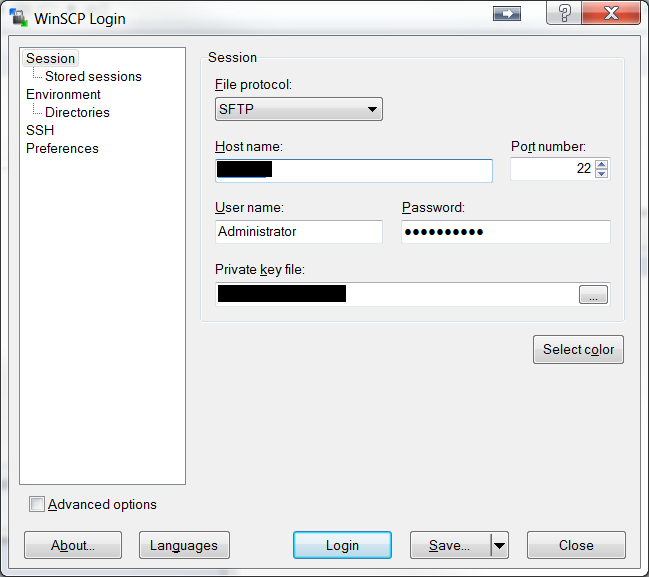 WinSCP Login
Session
Stored sessions
Environment
Directories
SSH
Preferences
Session
File protocol:
SFTP
Host name:
Port number:
22
User name:
Password:
Administrator
●●●●●●●●●●
Private key file:
...
Select color
Advanced options
About...
Languages
Login
Save...
Close